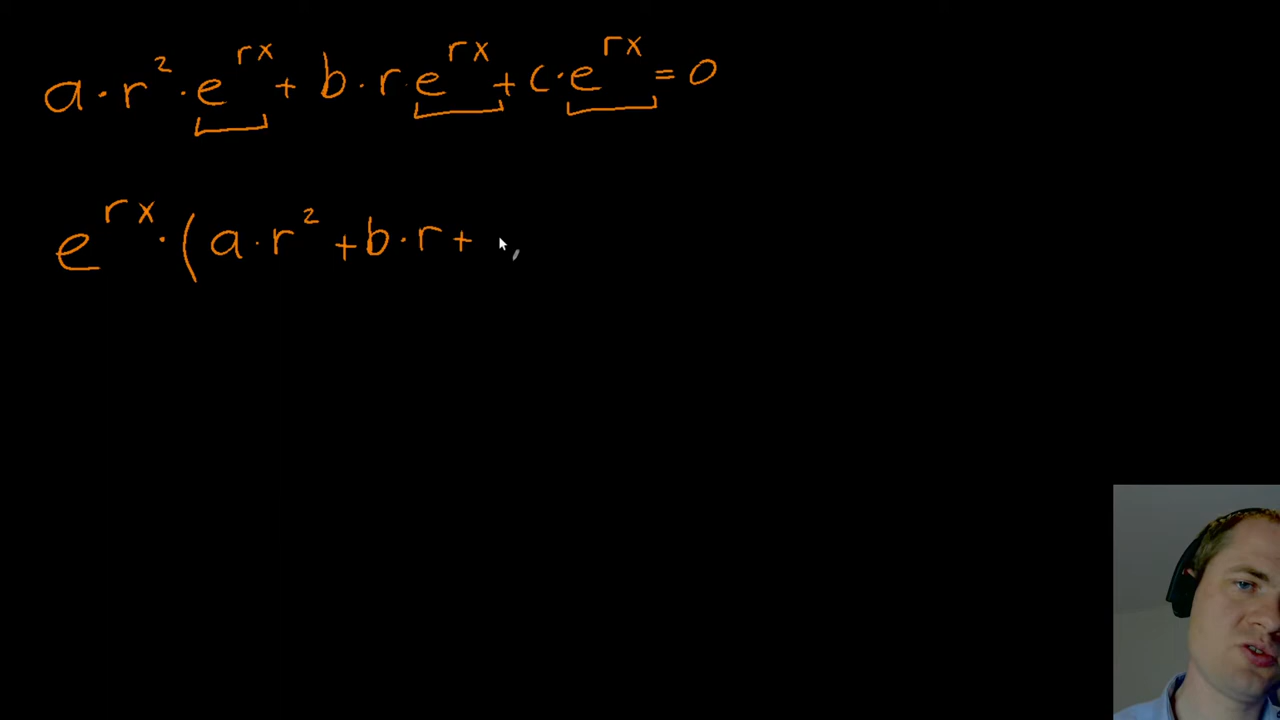 a·r²·e^rx + b·r·e^rx + c·e^rx = 0
e^rx·(a·r² + b·r +